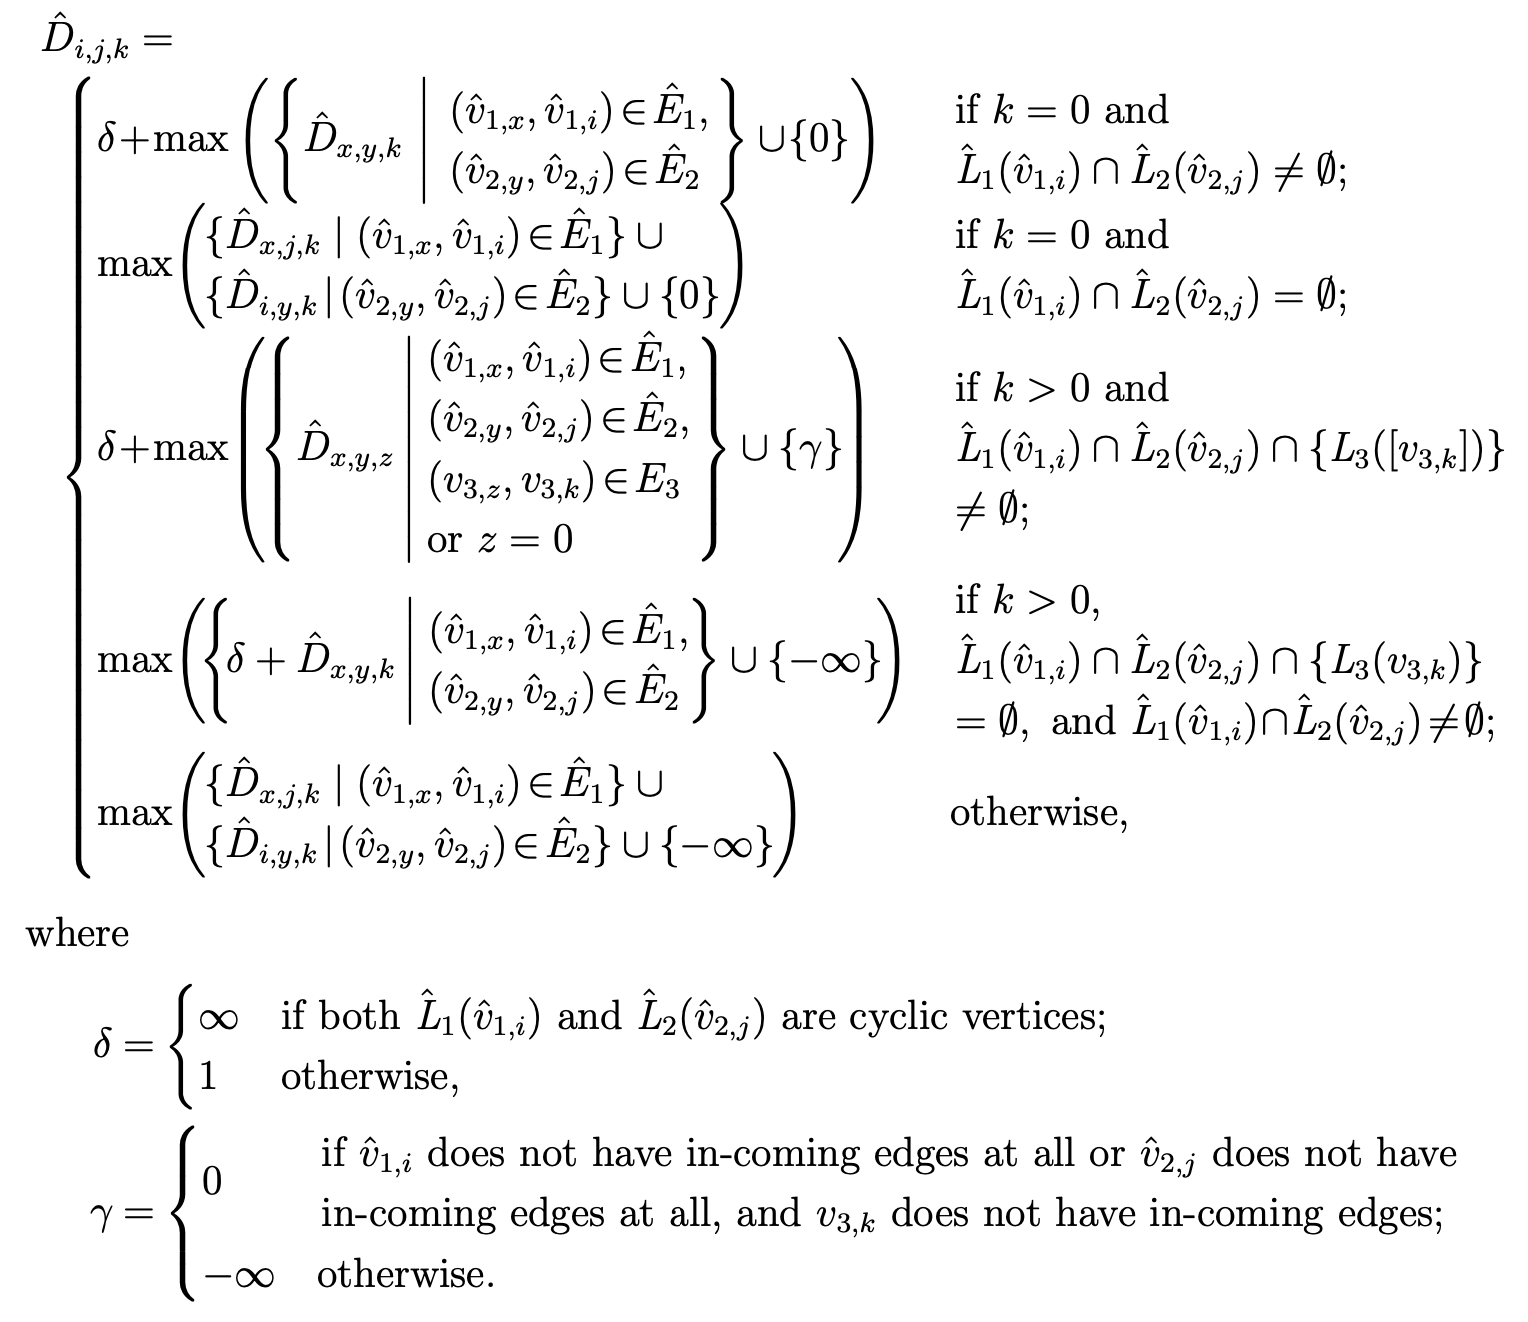 D̂_{i,j,k} =
δ+max ({ D̂_{x,y,k} | (v̂_{1,x}, v̂_{1,i}) ∈ Ê_1, (v̂_{2,y}, v̂_{2,j}) ∈ Ê_2 } ∪ {0}) if k = 0 and L̂_1(v̂_{1,i}) ∩ L̂_2(v̂_{2,j}) ≠ ∅;
max ({D̂_{x,j,k} | (v̂_{1,x}, v̂_{1,i}) ∈ Ê_1} ∪ {D̂_{i,y,k} | (v̂_{2,y}, v̂_{2,j}) ∈ Ê_2} ∪ {0}) if k = 0 and L̂_1(v̂_{1,i}) ∩ L̂_2(v̂_{2,j}) = ∅;
δ+max ({ D̂_{x,y,z} | (v̂_{1,x}, v̂_{1,i}) ∈ Ê_1, (v̂_{2,y}, v̂_{2,j}) ∈ Ê_2, (v_{3,z}, v_{3,k}) ∈ E_3 or z = 0 } ∪ {γ}) if k > 0 and L̂_1(v̂_{1,i}) ∩ L̂_2(v̂_{2,j}) ∩ {L_3([v_{3,k}])} ≠ ∅;
max ({ δ + D̂_{x,y,k} | (v̂_{1,x}, v̂_{1,i}) ∈ Ê_1, (v̂_{2,y}, v̂_{2,j}) ∈ Ê_2 } ∪ {−∞}) if k > 0, L̂_1(v̂_{1,i}) ∩ L̂_2(v̂_{2,j}) ∩ {L_3(v_{3,k})} = ∅, and L̂_1(v̂_{1,i}) ∩ L̂_2(v̂_{2,j}) ≠ ∅;
max ({D̂_{x,j,k} | (v̂_{1,x}, v̂_{1,i}) ∈ Ê_1} ∪ {D̂_{i,y,k} | (v̂_{2,y}, v̂_{2,j}) ∈ Ê_2} ∪ {−∞}) otherwise,
where
δ = { ∞ if both L̂_1(v̂_{1,i}) and L̂_2(v̂_{2,j}) are cyclic vertices;
1 otherwise,
γ = { 0 if v̂_{1,i} does not have in-coming edges at all or v̂_{2,j} does not have
in-coming edges at all, and v_{3,k} does not have in-coming edges;
−∞ otherwise.